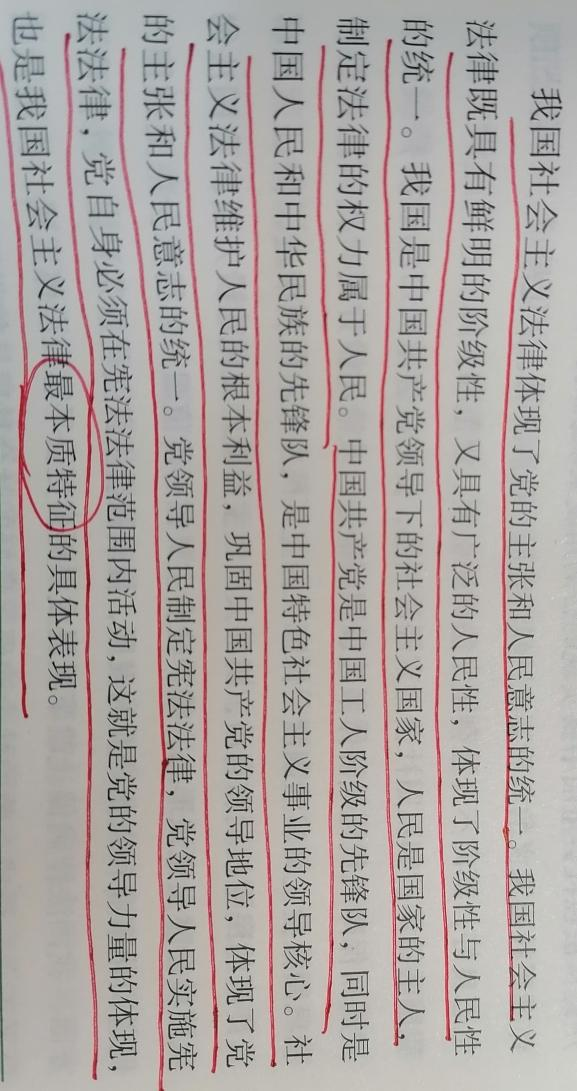 我国社会主义法律体现了党的主张和人民意志的统一。我国社会主义
法律既具有鲜明的阶级性，又具有广泛的人民性，体现了阶级性与人民性
的统一。我国是中国共产党领导下的社会主义国家，人民是国家的主人，
制定法律的权力属于人民。中国共产党是中国工人阶级的先锋队，同时是
中国人民和中华民族的先锋队，是中国特色社会主义事业的领导核心。社
会主义法律维护人民的根本利益，巩固中国共产党的领导地位，体现了党
的主张和人民意志的统一。党领导人民制定宪法法律，党领导人民实施宪
法法律，党自身必须在宪法法律范围内活动，这就是党的领导力量的体现，
也是我国社会主义法律最本质特征的具体表现。